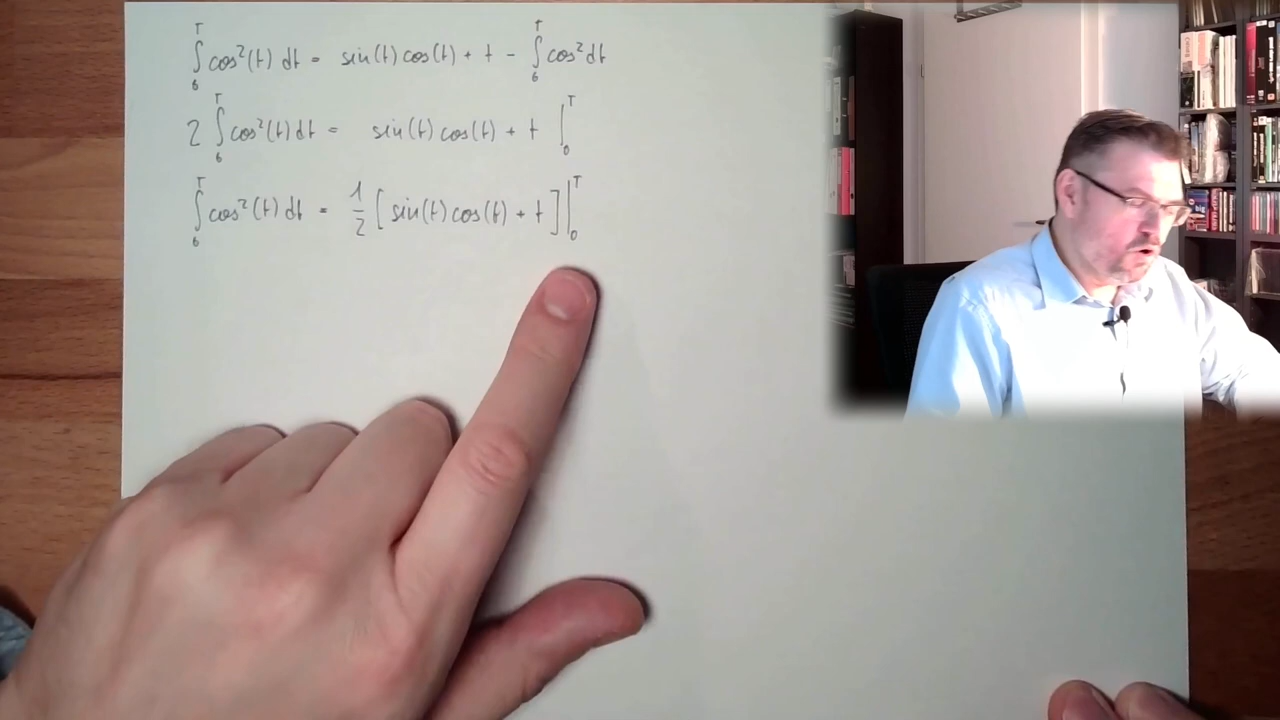 ∫₀ᵀ cos²(t) dt = sin(t) cos(t) + t − ∫₀ᵀ cos² dt
2 ∫₀ᵀ cos²(t) dt = sin(t) cos(t) + t |₀ᵀ
∫₀ᵀ cos²(t) dt = 1/2 [ sin(t) cos(t) + t ] |₀ᵀ
big